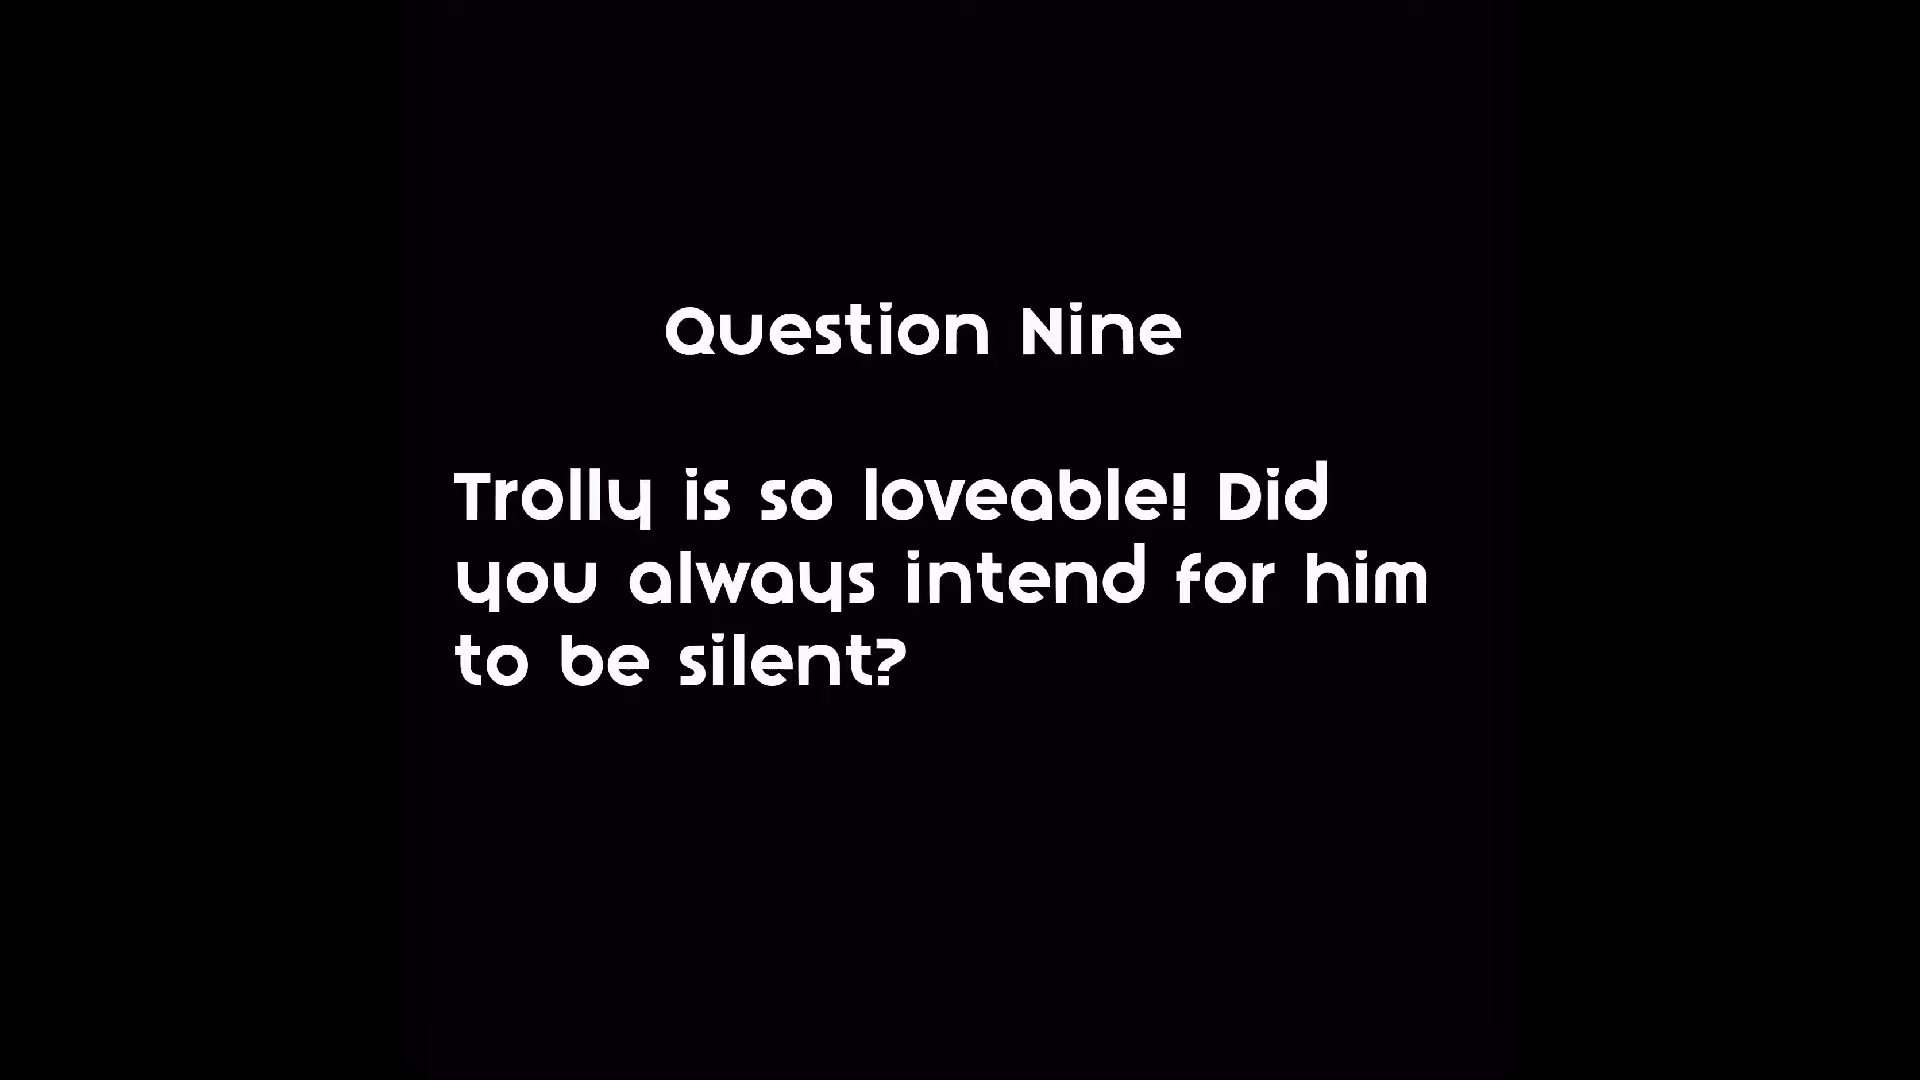 Question Nine
Trolly is so loveable! Did
you always intend for him
to be silent?